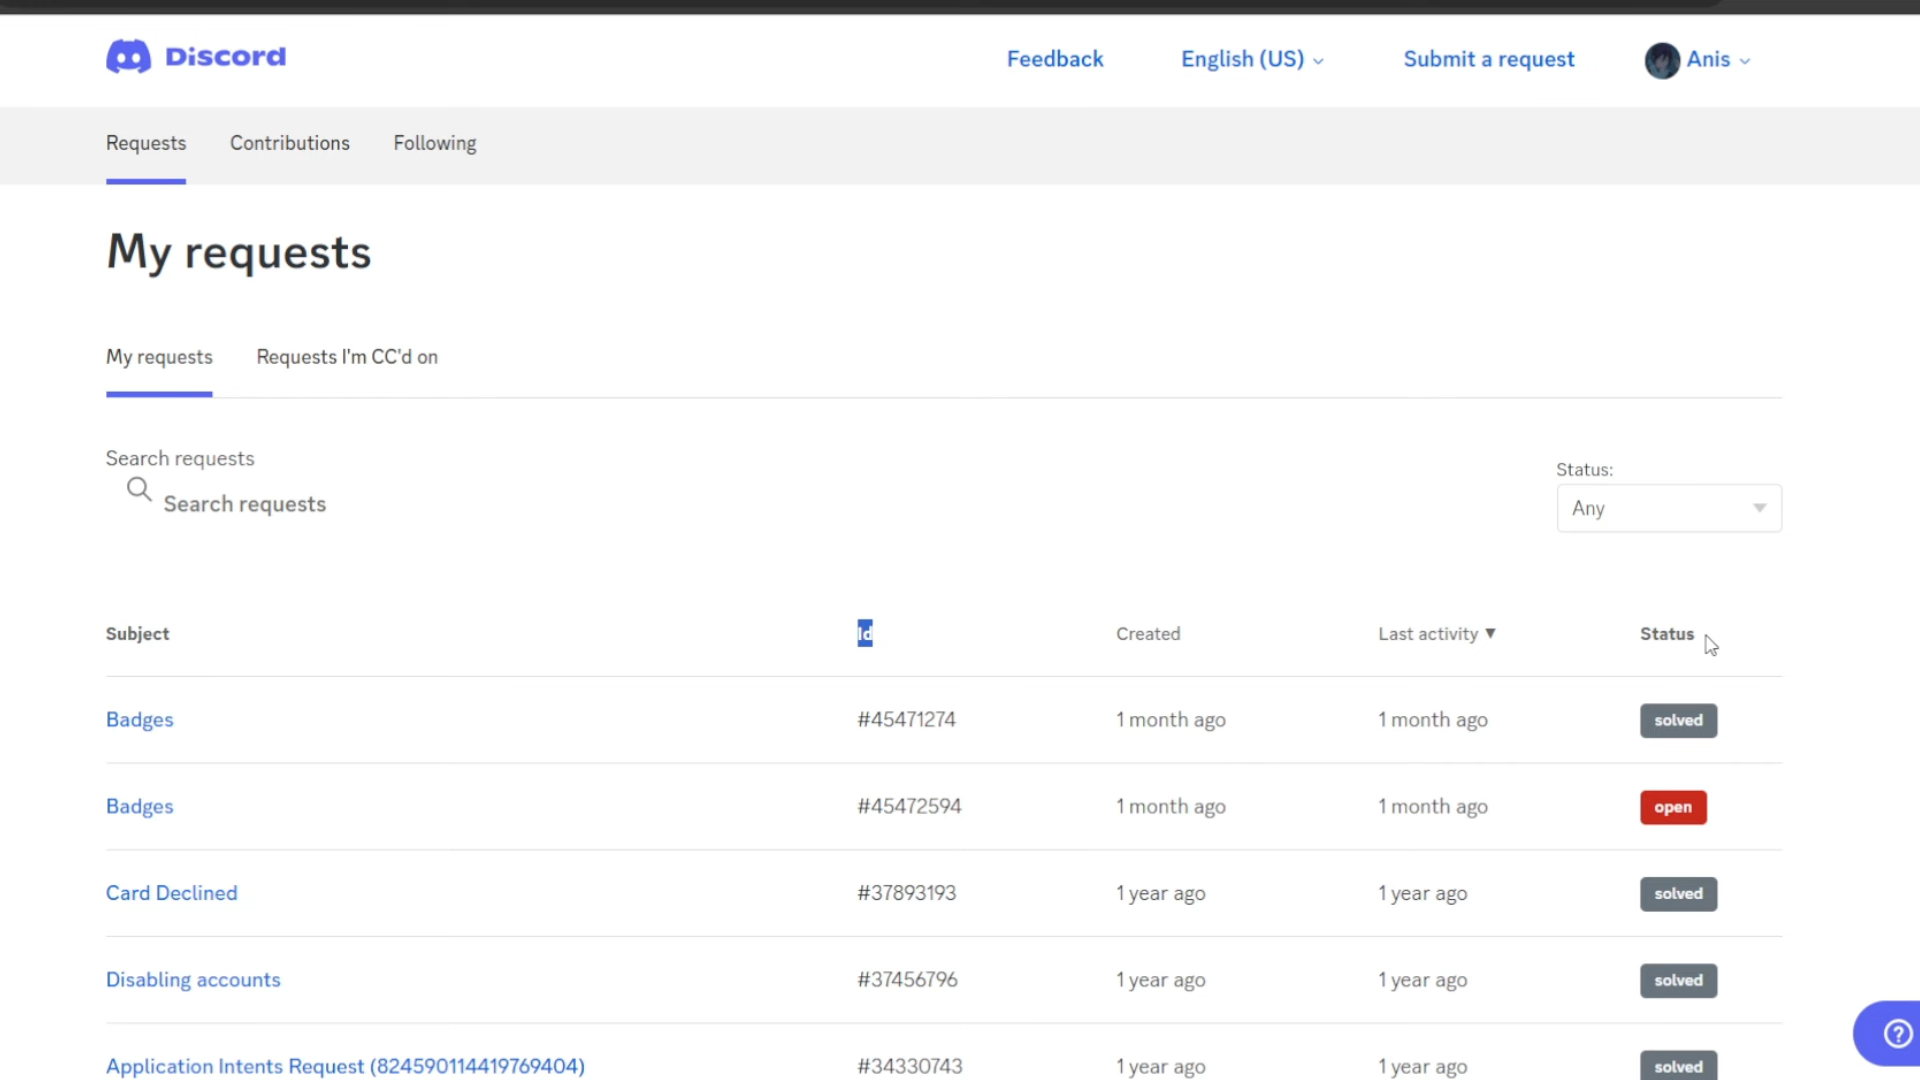 Discord Feedback English (US) Submit a request Anis
Requests Contributions Following
My requests
My requests Requests I'm CC'd on
Search requests
Search requests
Status:
Any
Subject Id Created Last activity ▼ Status
Badges #45471274 1 month ago 1 month ago solved
Badges #45472594 1 month ago 1 month ago open
Card Declined #37893193 1 year ago 1 year ago solved
Disabling accounts #37456796 1 year ago 1 year ago solved
Application Intents Request (824590114419769404) #34330743 1 year ago 1 year ago solved